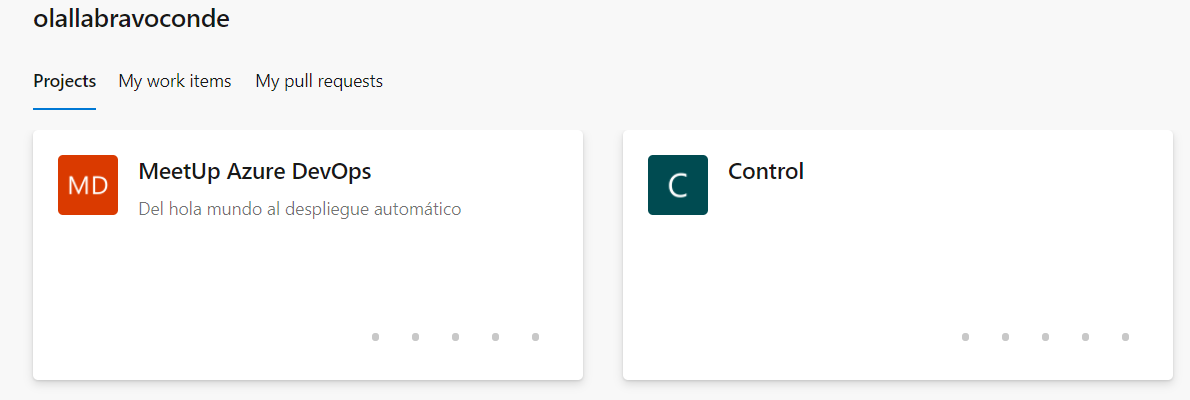 olallabravoconde
Projects My work items My pull requests
MD MeetUp Azure DevOps
Del hola mundo al despliegue automático
C Control